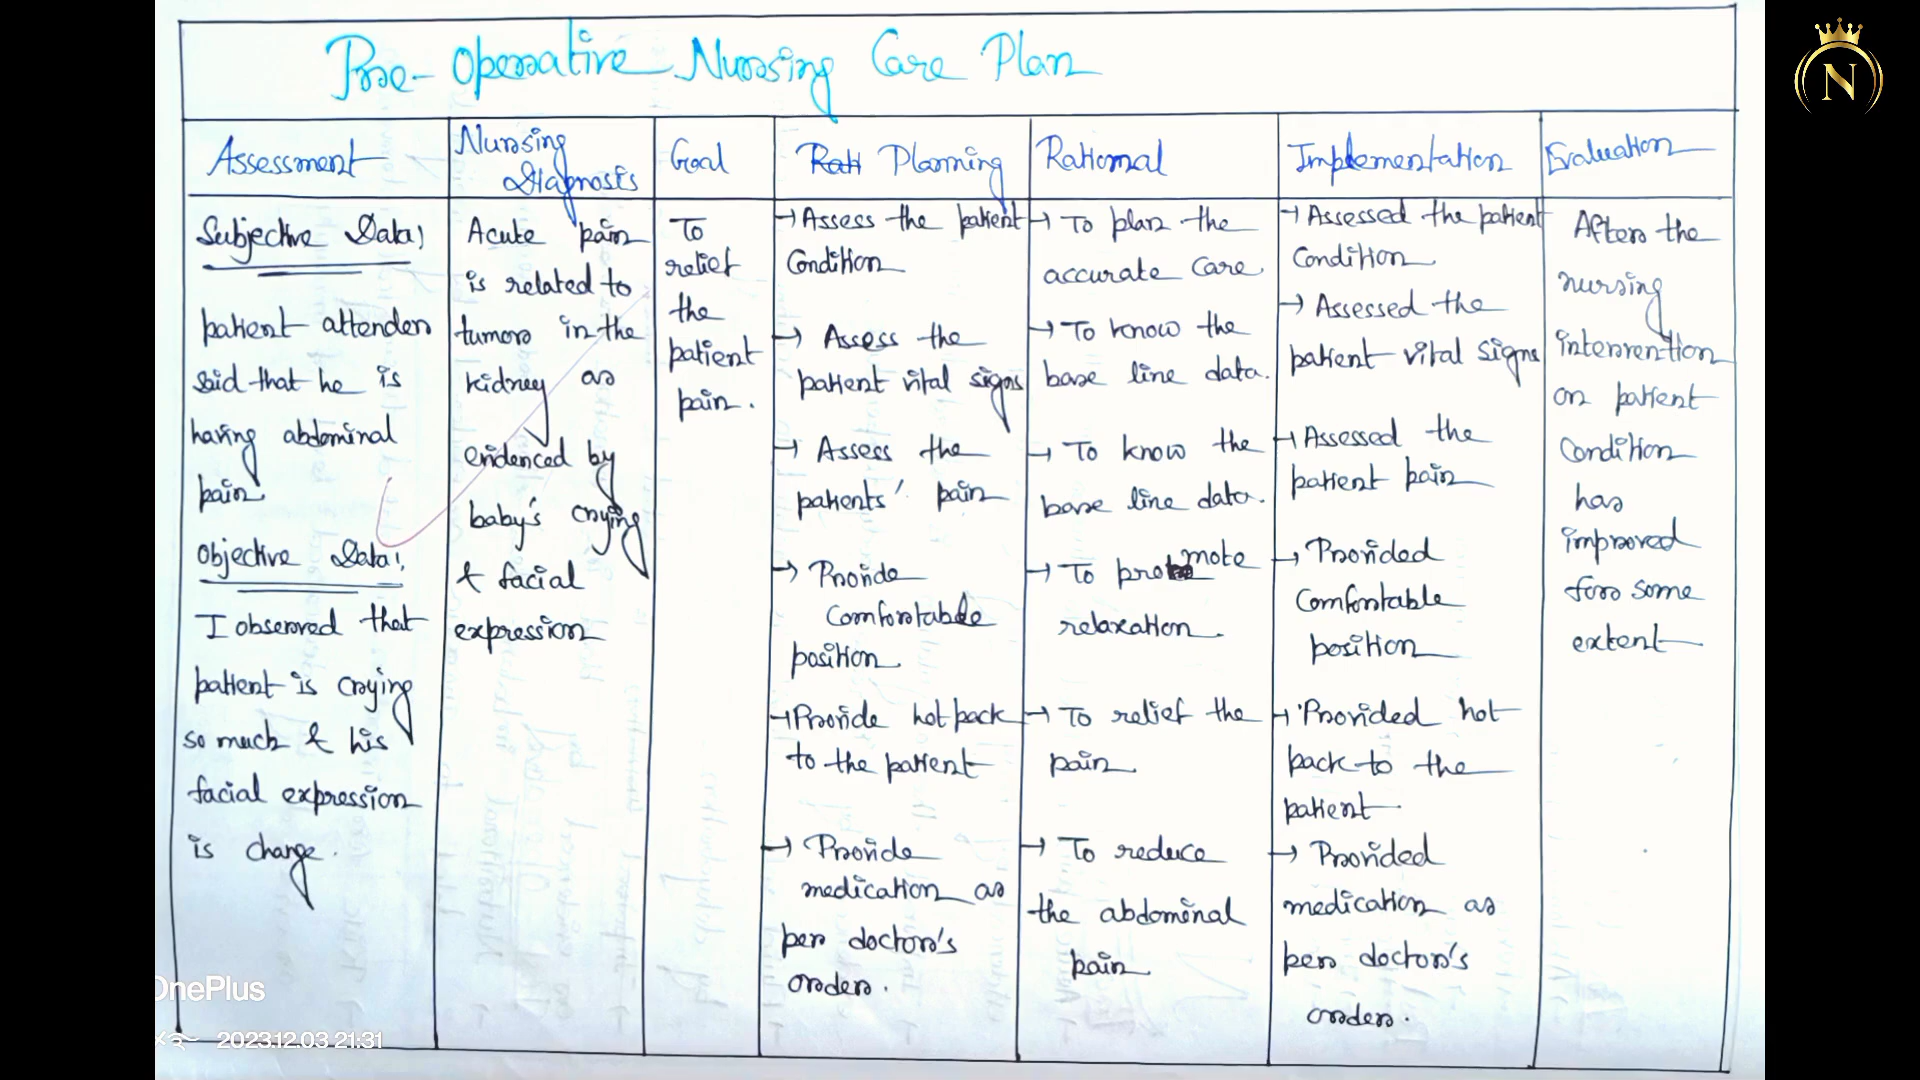 Pre-Operative Nursing Care Plan
N
Assessment
Nursing
Diagnosis
Goal
Rati Planning
Rational
Implementation
Evaluation
Subjective Data:
patient attender
said that he is
having abdominal
pain
Objective Data:
I observed that
patient is crying
so much & his
facial expression
is change.
Acute pain
is related to
tumor in the
kidney as
evidenced by
baby's crying
& facial
expression
To
relief
the
patient
pain.
→ Assess the patient
Condition
→ Assess the
patient vital signs
→ Assess the
patients' pain
→ Provide
Comfortable
position
→ Provide hot pack
to the patient
→ Provide
medication as
per doctor's
order.
→ To plan the
accurate care
→ To know the
base line data.
→ To know the
base line data.
→ To promote
relaxation.
→ To relief the
pain
→ To reduce
the abdominal
pain
→ Assessed the patient
Condition
→ Assessed the
patient vital signs
→ Assessed the
patient pain
→ Provided
Comfortable
position
→ Provided hot
pack to the
patient.
→ Provided
medication as
per doctor's
order.
After the
nursing
intervention
on patient
Condition
has
improved
for some
extent
OnePlus
2023.12.03 21:31